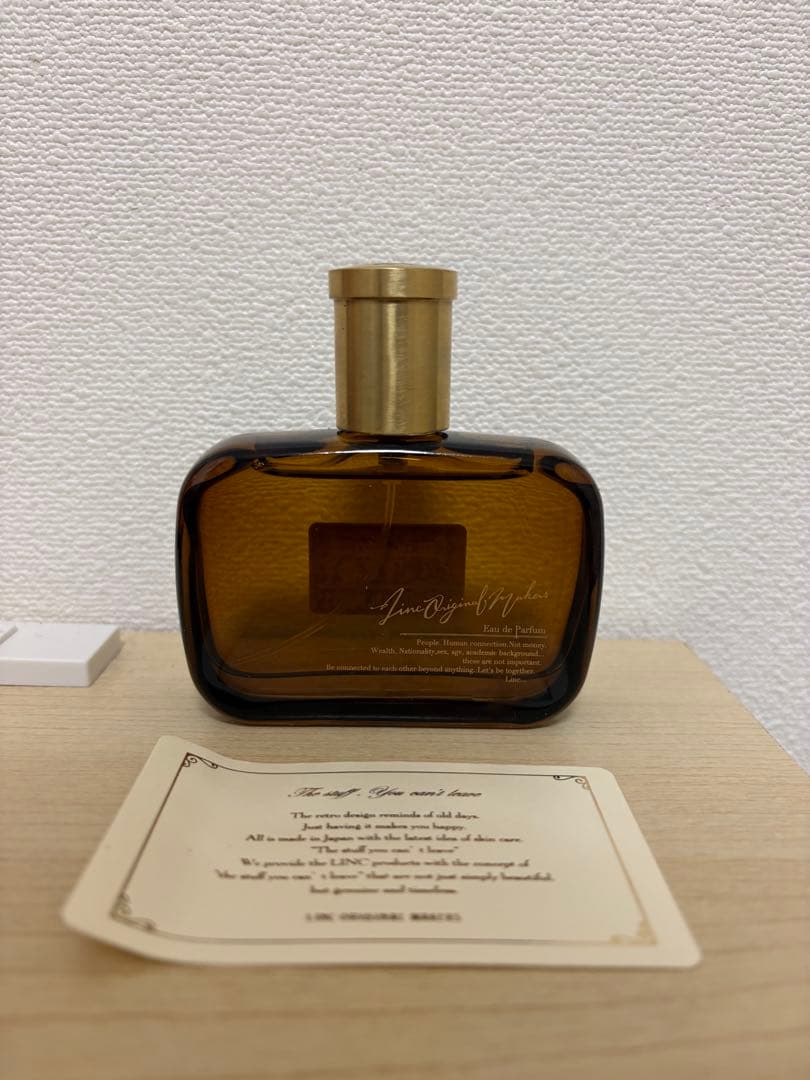 Linc Original Makers
Eau de Parfum
People. Human connection.Not money.
Wealth, Nationality,sex, age, academic background...
these are not important.
Be connected to each other beyond anything. Let's be together.
Linc...
The stuff . You can't leave
The retro design reminds of old days.
Just having it makes you happy.
All is made in Japan with the latest idea of skin care.
"The stuff you can't leave"
We provide the LINC products with the concept of
"the stuff you can't leave" that are not just simply beautiful,
but genuine and timeless.
LINC ORIGINAL MAKERS